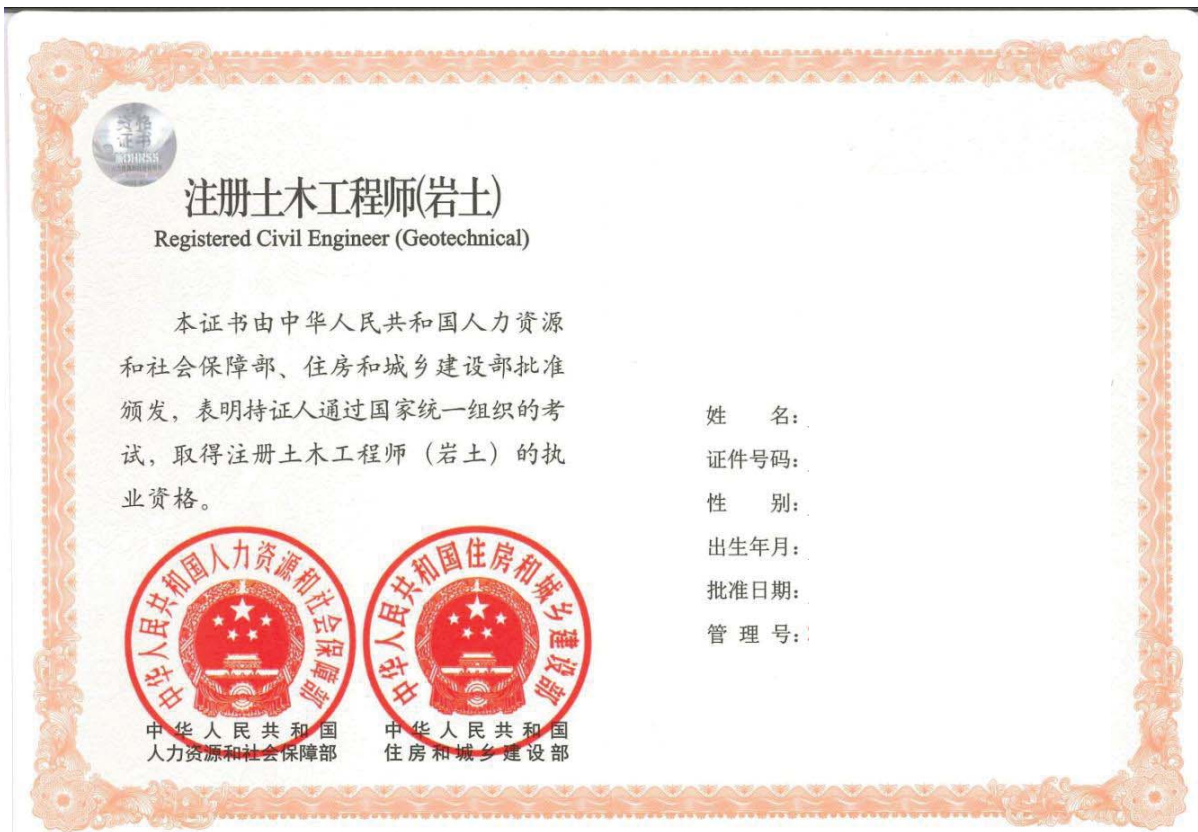 资格
证书
MOHRSS
注册土木工程师(岩土)
Registered Civil Engineer (Geotechnical)
本证书由中华人民共和国人力资源
和社会保障部、住房和城乡建设部批准
颁发，表明持证人通过国家统一组织的考
试，取得注册土木工程师（岩土）的执
业资格。
中华人民共和国人力资源和社会保障部
中华人民共和国住房和城乡建设部
中华人民共和国
人力资源和社会保障部
中华人民共和国
住房和城乡建设部
姓 名：
证件号码：
性 别：
出生年月：
批准日期：
管 理 号：